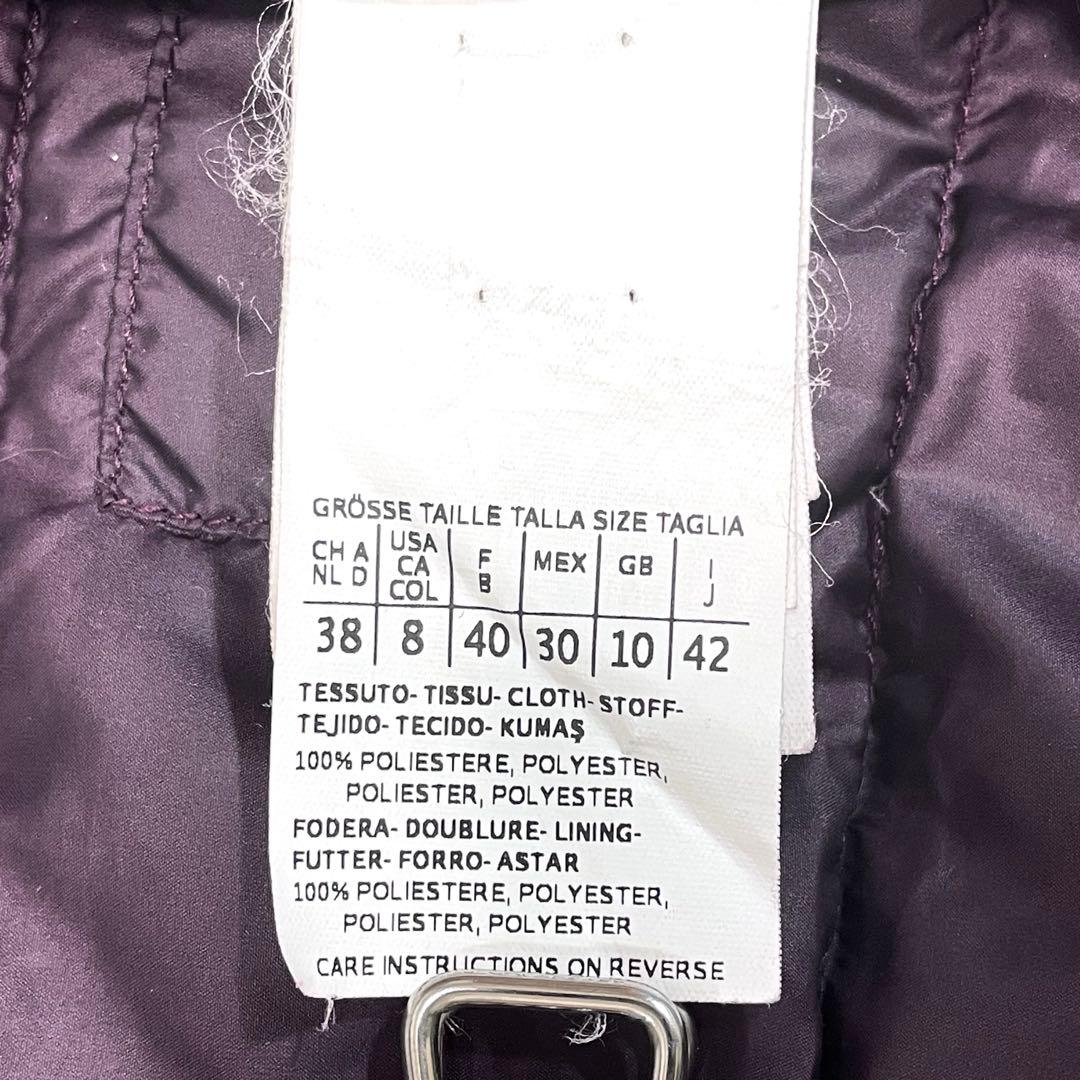 GRÖSSE TAILLE TALLA SIZE TAGLIA
CH A NL D USA CA COL F B MEX GB I J
38 8 40 30 10 42
TESSUTO- TISSU- CLOTH- STOFF-
TEJIDO- TECIDO- KUMAŞ
100% POLIESTERE, POLYESTER,
POLIESTER, POLYESTER
FODERA- DOUBLURE- LINING-
FUTTER- FORRO- ASTAR
100% POLIESTERE, POLYESTER,
POLIESTER, POLYESTER
CARE INSTRUCTIONS ON REVERSE